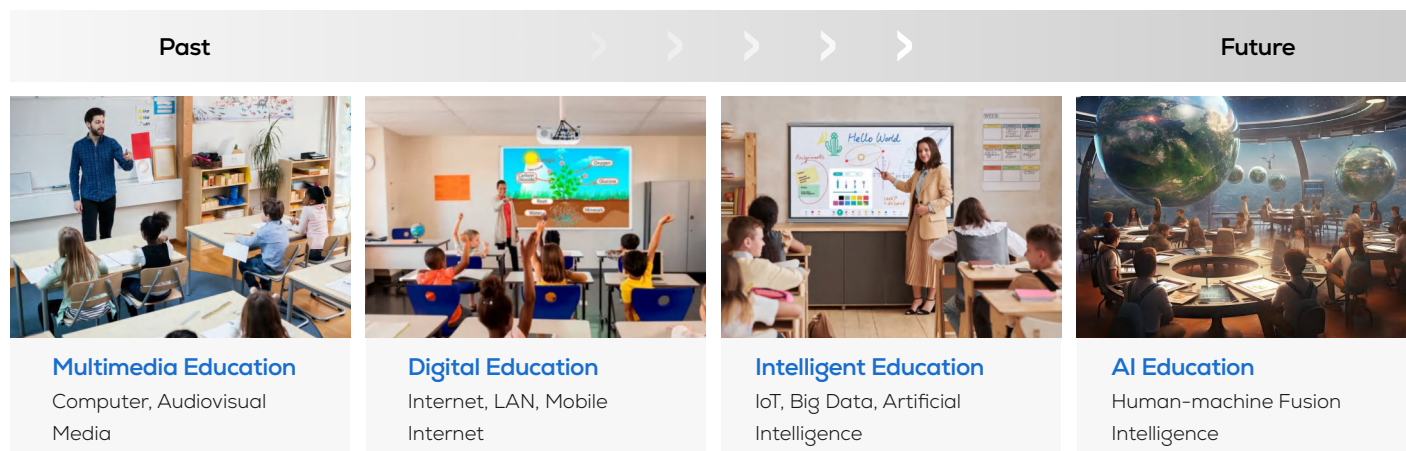 Past
Future
Hello World
Multimedia Education
Computer, Audiovisual
Media
Digital Education
Internet, LAN, Mobile
Internet
Intelligent Education
IoT, Big Data, Artificial
Intelligence
AI Education
Human-machine Fusion
Intelligence